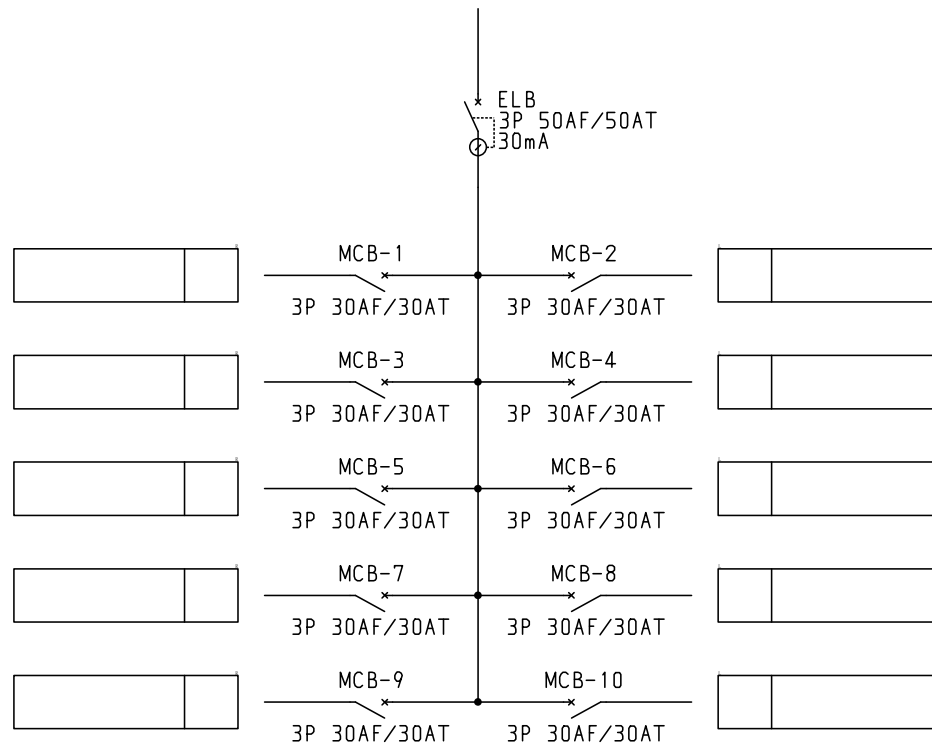 ELB
3P 50AF/50AT
30mA
MCB-1
MCB-2
3P 30AF/30AT
3P 30AF/30AT
MCB-3
MCB-4
3P 30AF/30AT
3P 30AF/30AT
MCB-5
MCB-6
3P 30AF/30AT
3P 30AF/30AT
MCB-7
MCB-8
3P 30AF/30AT
3P 30AF/30AT
MCB-9
MCB-10
3P 30AF/30AT
3P 30AF/30AT